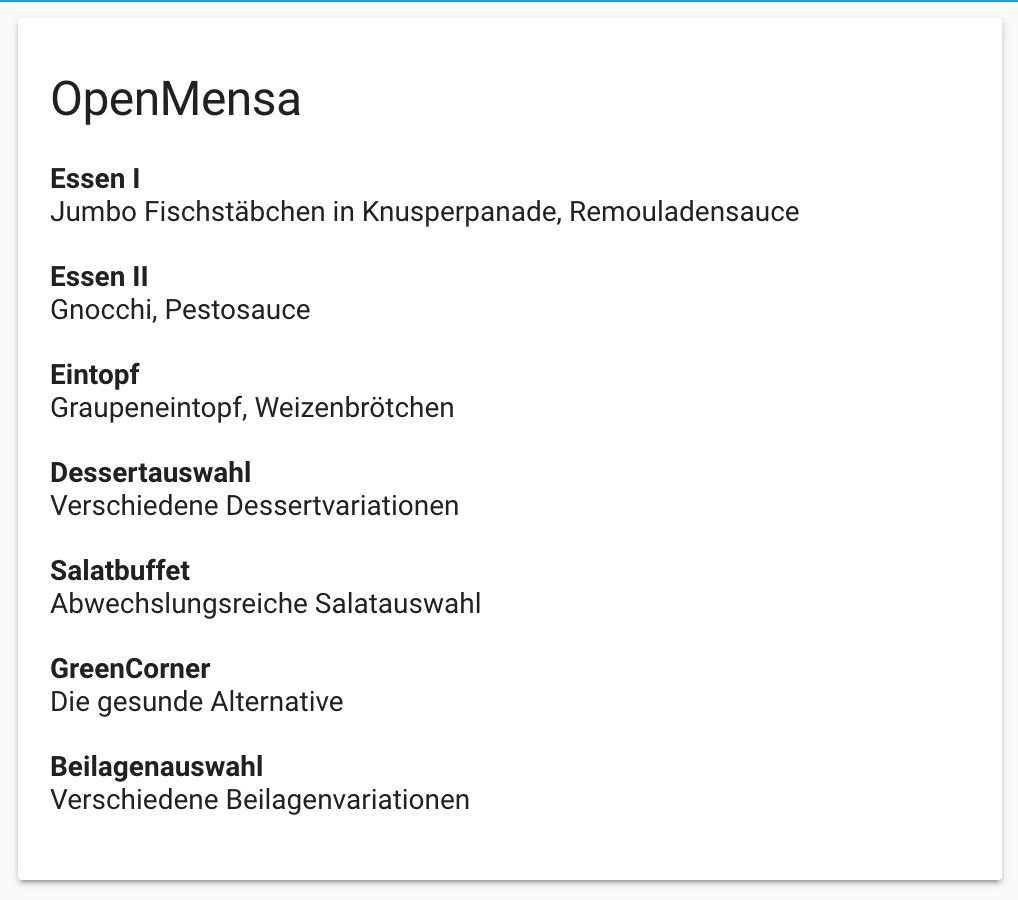 OpenMensa
Essen I
Jumbo Fischstäbchen in Knusperpanade, Remouladensauce
Essen II
Gnocchi, Pestosauce
Eintopf
Graupeneintopf, Weizenbrötchen
Dessertauswahl
Verschiedene Dessertvariationen
Salatbuffet
Abwechslungsreiche Salatauswahl
GreenCorner
Die gesunde Alternative
Beilagenauswahl
Verschiedene Beilagenvariationen